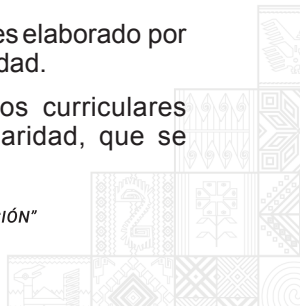 es elaborado por
dad.
os curriculares
aridad, que se
IÓN"